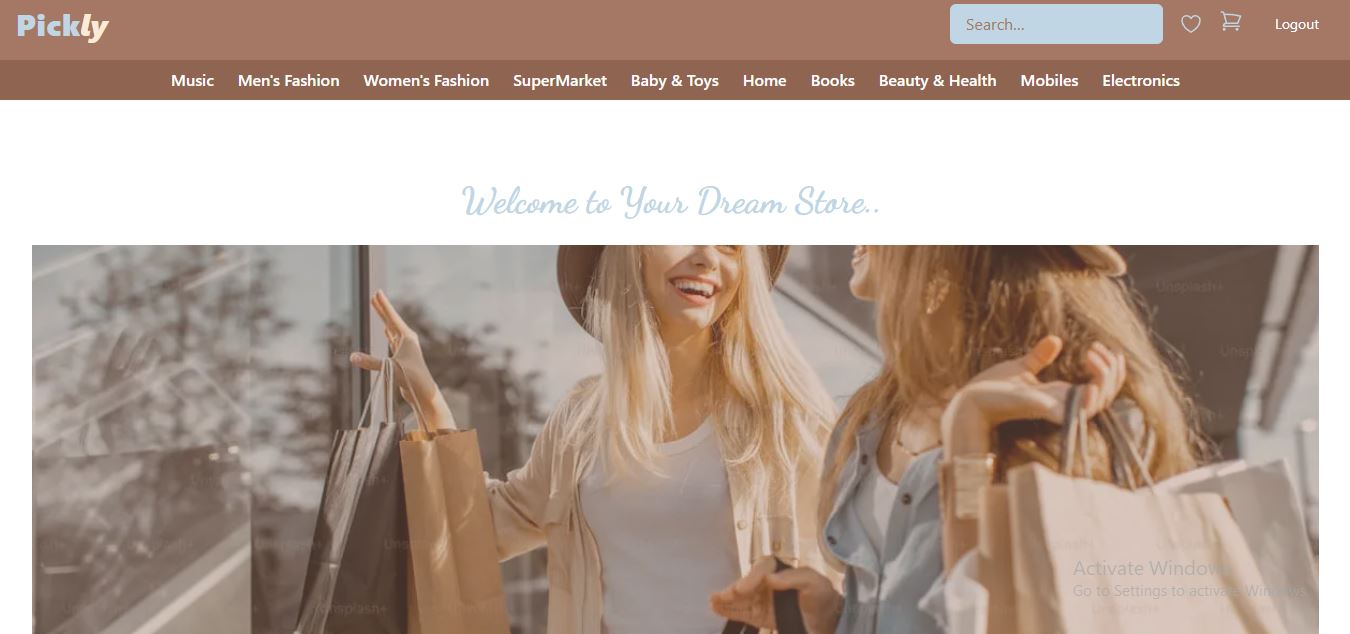 Pickly
Search...
Logout
Music Men's Fashion Women's Fashion SuperMarket Baby & Toys Home Books Beauty & Health Mobiles Electronics
Welcome to Your Dream Store..
Unsplash+
Activate Windows
Go to Settings to activate Windows.